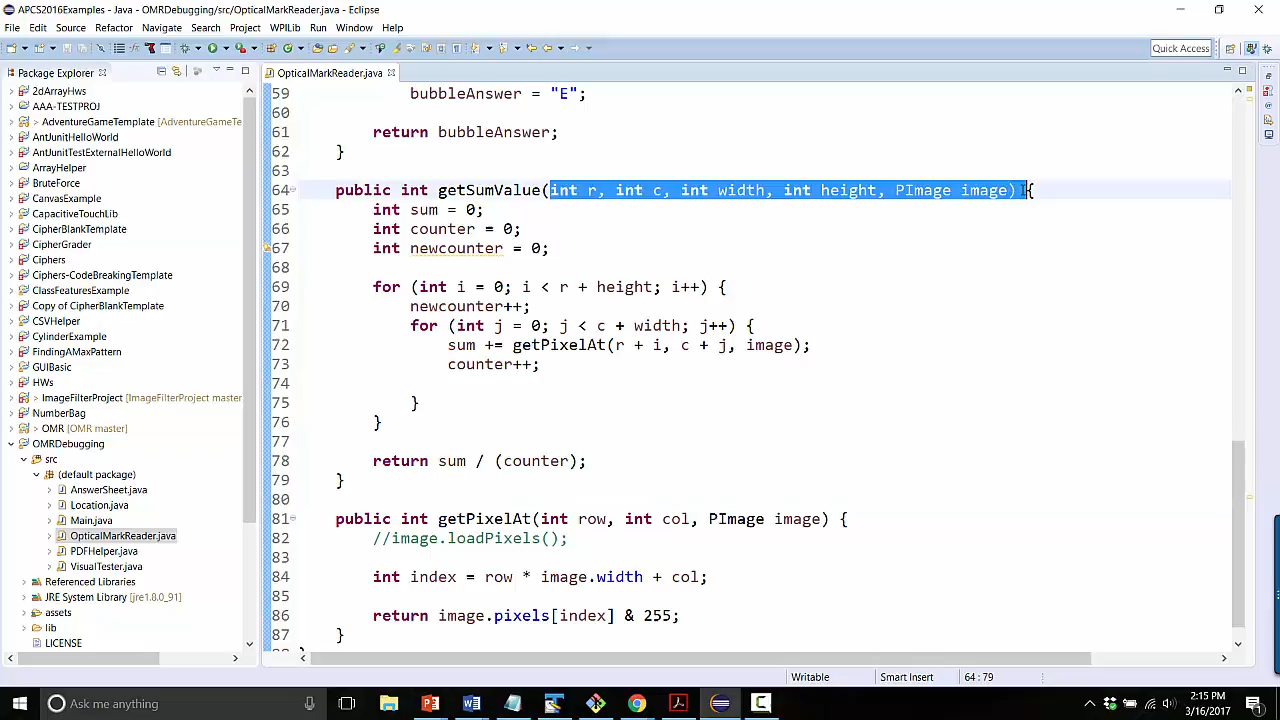 APCS2016Examples - Java - OMRDebugging/src/OpticalMarkReader.java - Eclipse
File Edit Source Refactor Navigate Search Project WPILib Run Window Help
Quick Access
Package Explorer
2dArrayHws
AAA-TESTPROJ
> AdventureGameTemplate [AdventureGameTe
AntJunitHelloWorld
AntJunitTestExternalHelloWorld
ArrayHelper
BruteForce
CanvasExample
CapacitiveTouchLib
CipherBlankTemplate
CipherGrader
Ciphers
Ciphers-CodeBreakingTemplate
ClassFeaturesExample
Copy of CipherBlankTemplate
CSVHelper
CylinderExample
FindingAMaxPattern
GUIBasic
HWs
> ImageFilterProject [ImageFilterProject master
NumberBag
> OMR [OMR master]
OMRDebugging
src
(default package)
AnswerSheet.java
Location.java
Main.java
OpticalMarkReader.java
PDFHelper.java
VisualTester.java
Referenced Libraries
JRE System Library [jre1.8.0_91]
assets
lib
LICENSE
OpticalMarkReader.java
59 bubbleAnswer = "E";
60
61 return bubbleAnswer;
62 }
63
64 public int getSumValue(int r, int c, int width, int height, PImage image) {
65 int sum = 0;
66 int counter = 0;
67 int newcounter = 0;
68
69 for (int i = 0; i < r + height; i++) {
70 newcounter++;
71 for (int j = 0; j < c + width; j++) {
72 sum += getPixelAt(r + i, c + j, image);
73 counter++;
74
75 }
76 }
77
78 return sum / (counter);
79 }
80
81 public int getPixelAt(int row, int col, PImage image) {
82 //image.loadPixels();
83
84 int index = row * image.width + col;
85
86 return image.pixels[index] & 255;
87 }
Writable Smart Insert 64 : 79
Ask me anything
2:15 PM
3/16/2017